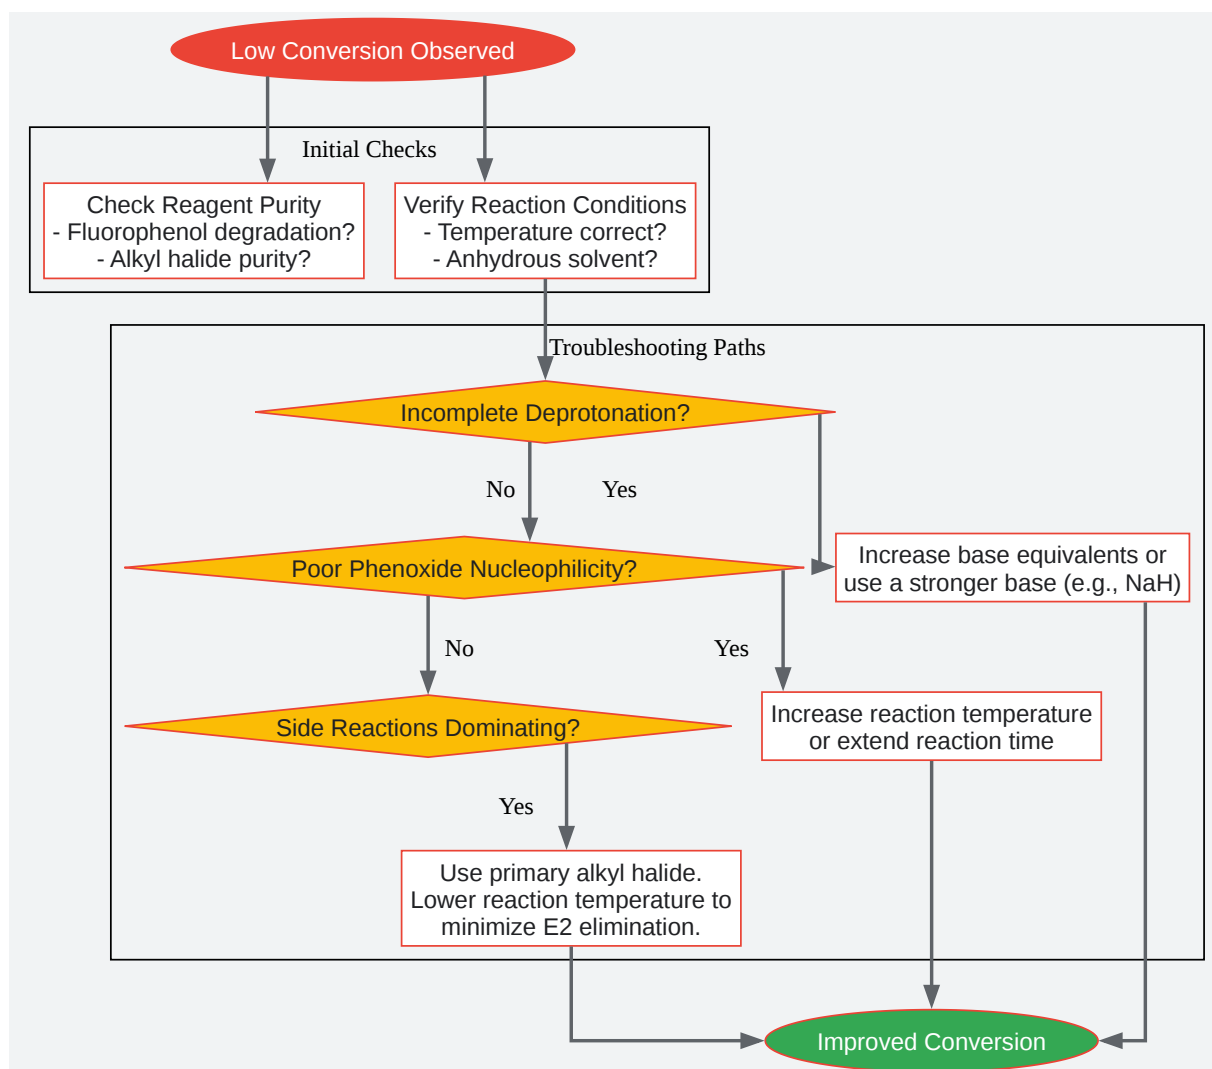 Low Conversion Observed
Initial Checks
Check Reagent Purity
- Fluorophenol degradation?
- Alkyl halide purity?
Verify Reaction Conditions
- Temperature correct?
- Anhydrous solvent?
Troubleshooting Paths
Incomplete Deprotonation?
No
Yes
Poor Phenoxide Nucleophilicity?
Increase base equivalents or
use a stronger base (e.g., NaH)
No
Yes
Side Reactions Dominating?
Increase reaction temperature
or extend reaction time
Yes
Use primary alkyl halide.
Lower reaction temperature to
minimize E2 elimination.
Improved Conversion